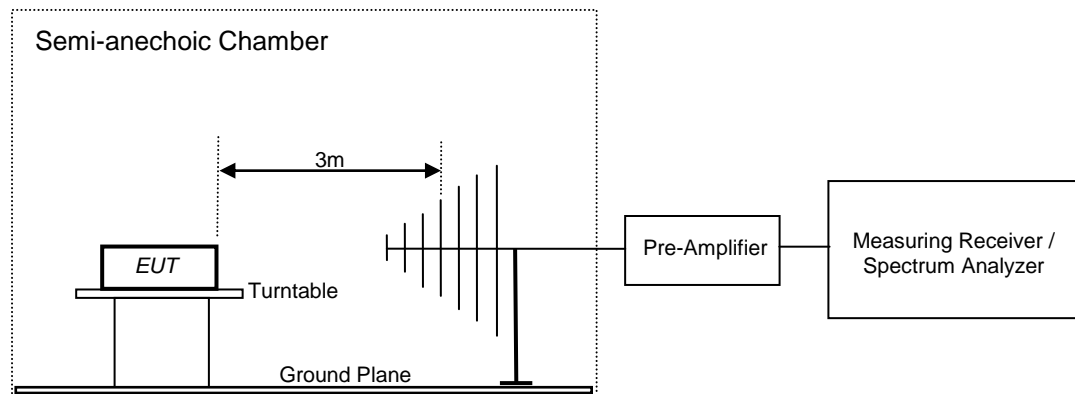 Semi-anechoic Chamber
3m
EUT
Turntable
Ground Plane
Pre-Amplifier
Measuring Receiver /
Spectrum Analyzer